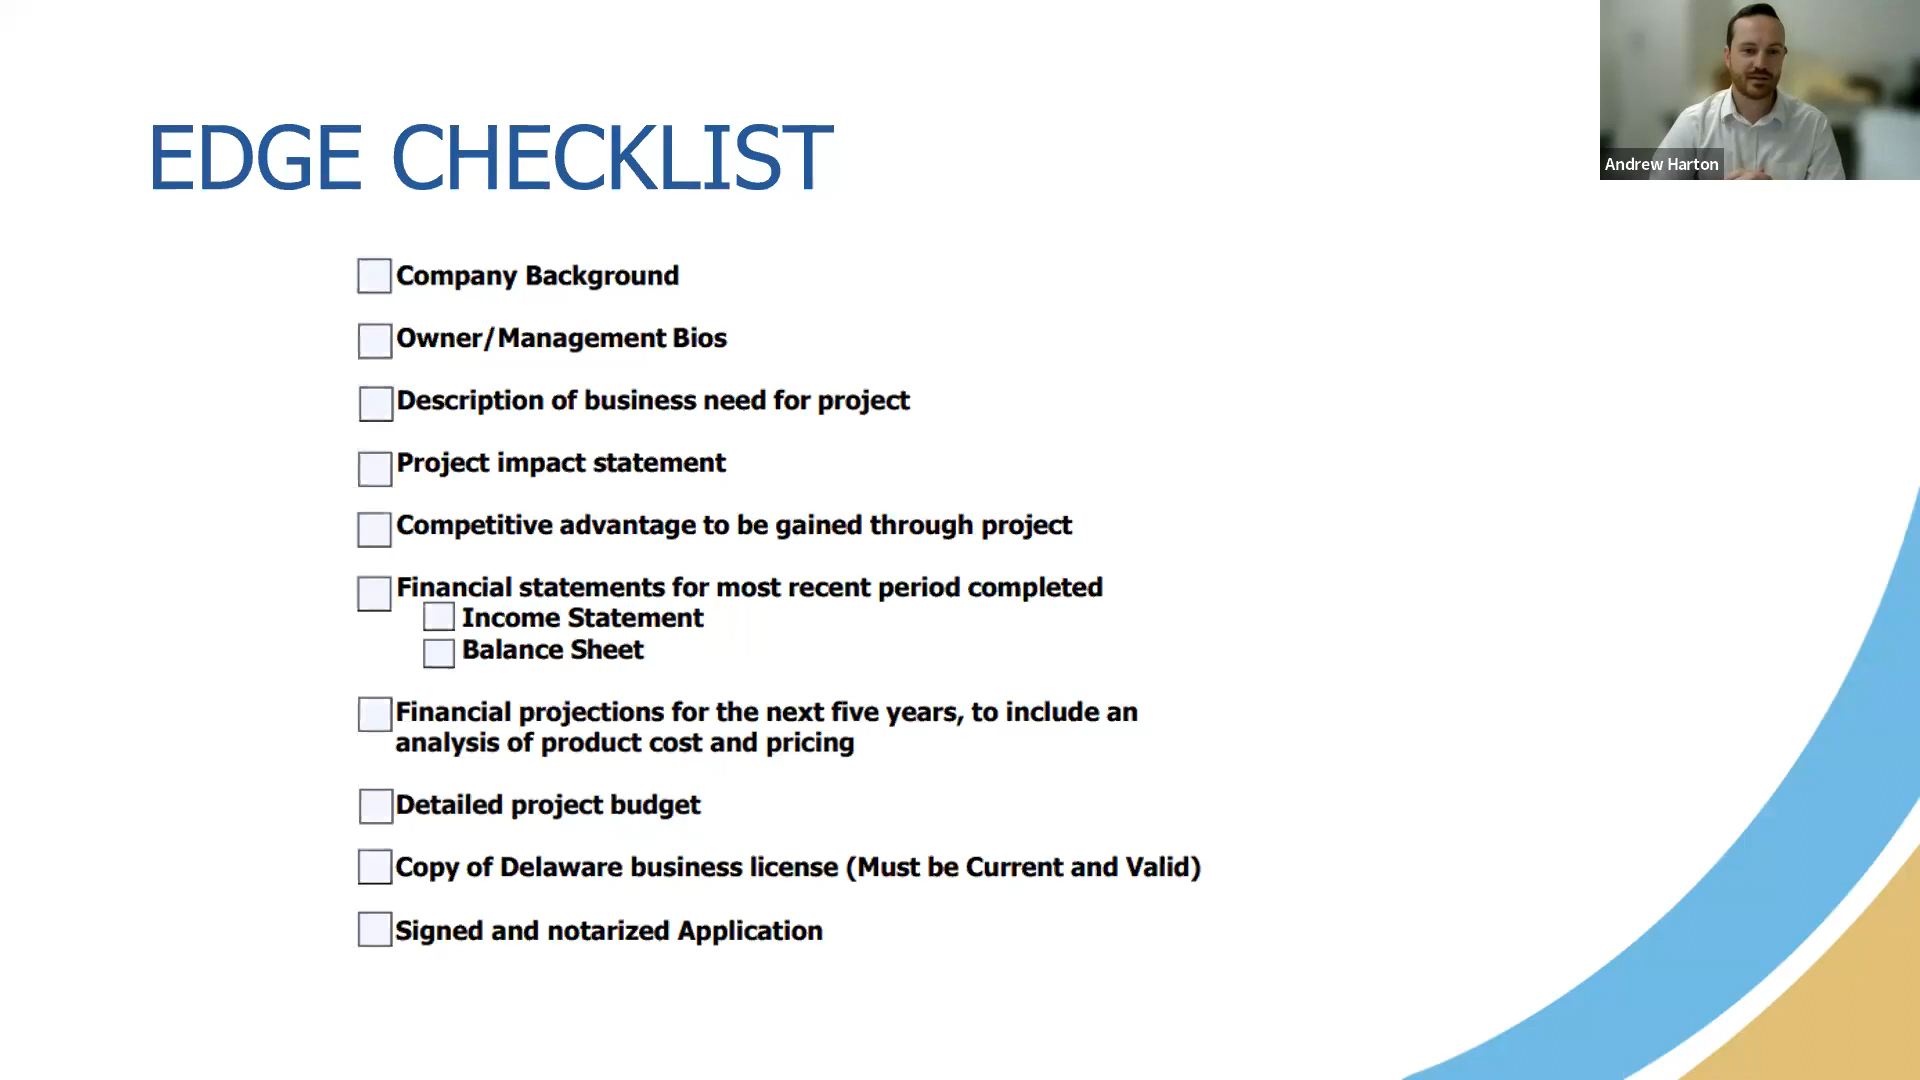 EDGE CHECKLIST
Andrew Harton
Company Background
Owner/Management Bios
Description of business need for project
Project impact statement
Competitive advantage to be gained through project
Financial statements for most recent period completed
Income Statement
Balance Sheet
Financial projections for the next five years, to include an
analysis of product cost and pricing
Detailed project budget
Copy of Delaware business license (Must be Current and Valid)
Signed and notarized Application